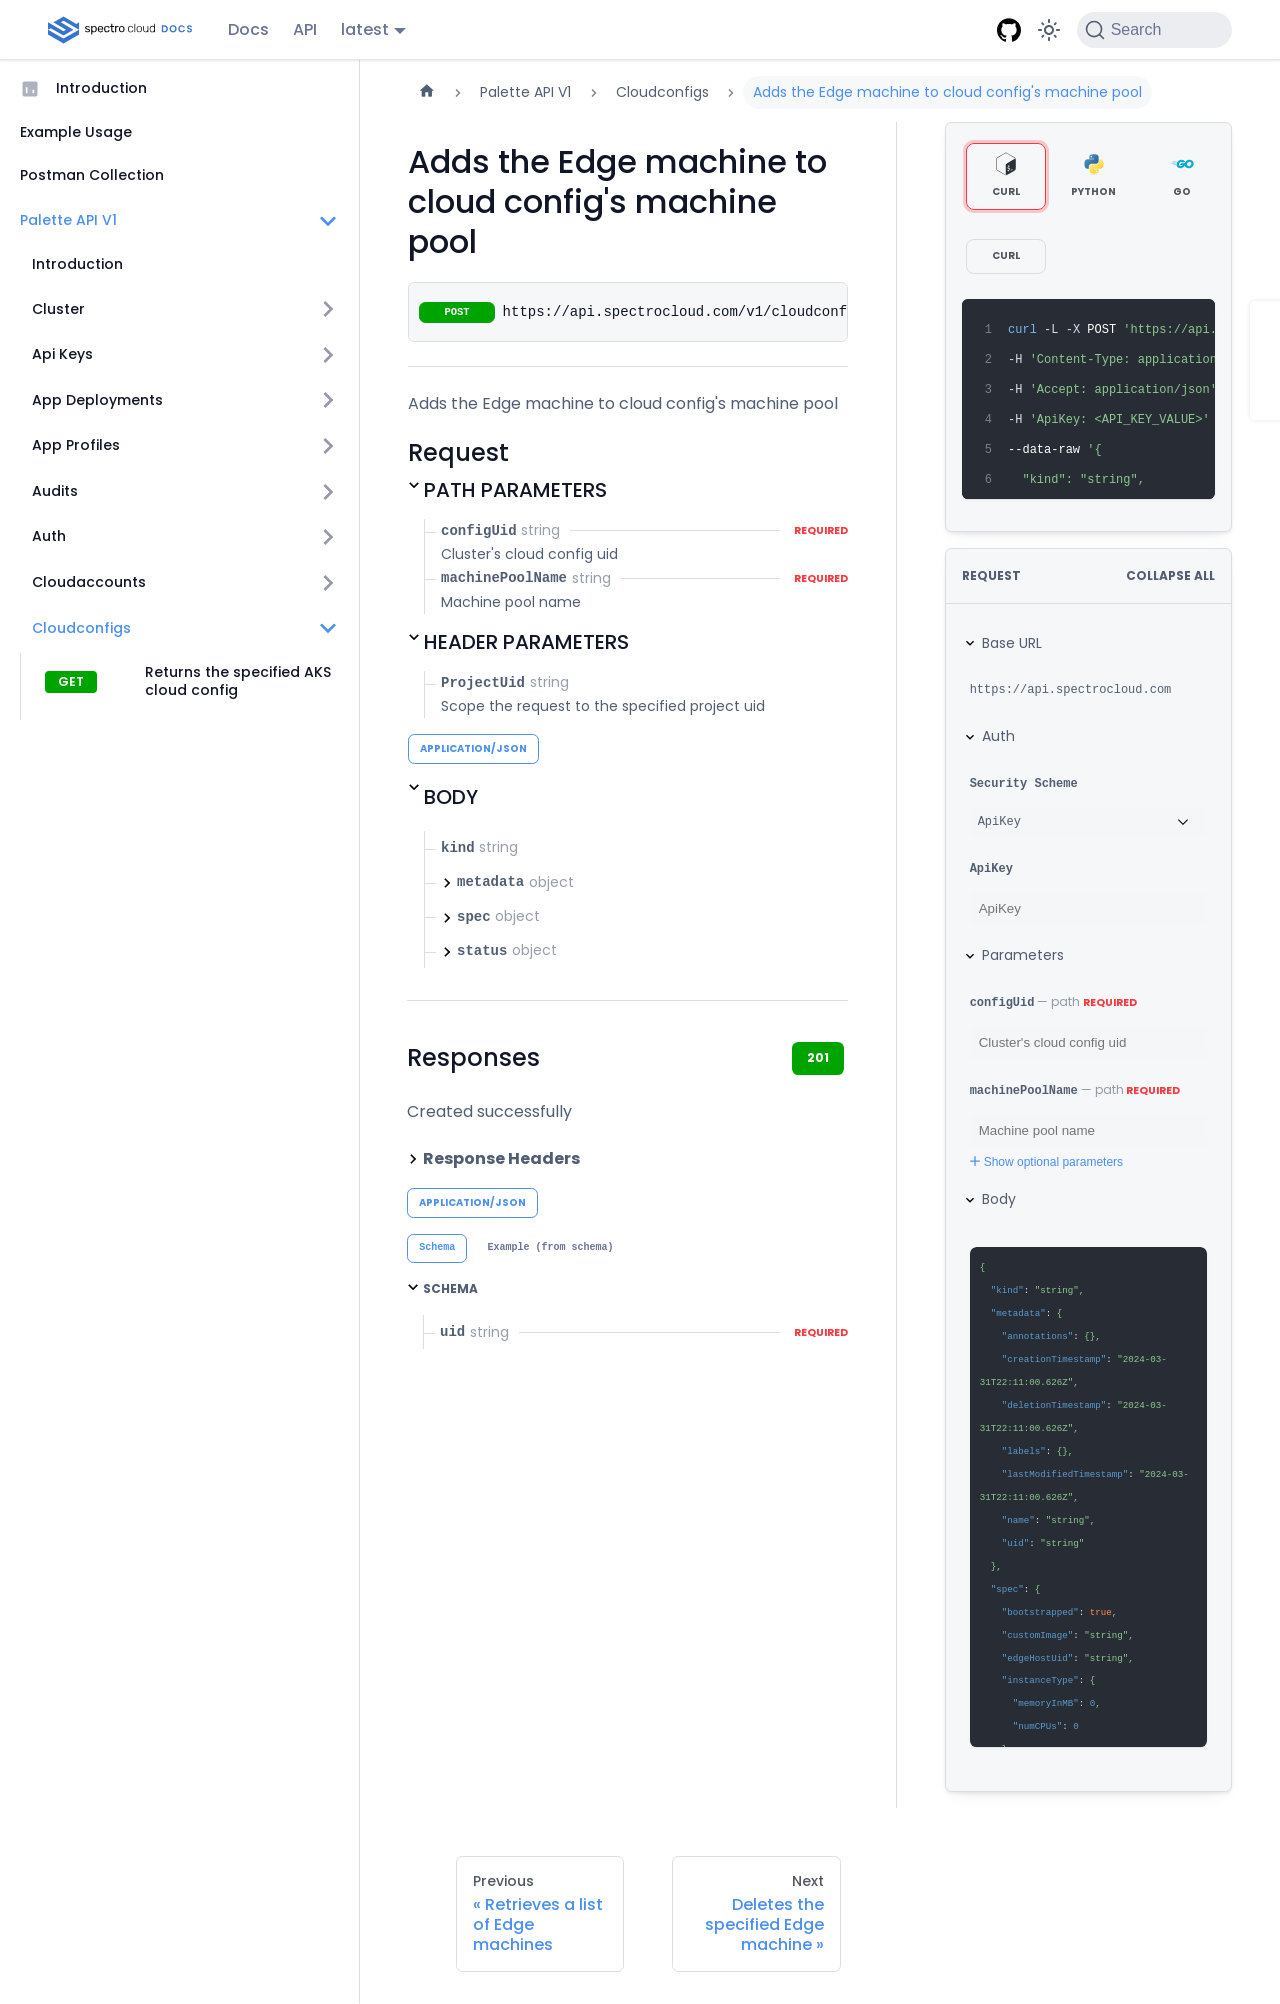 spectro cloud DOCS
Docs
API
latest
Search
Introduction
Example Usage
Postman Collection
Palette API V1
Introduction
Cluster
Api Keys
App Deployments
App Profiles
Audits
Auth
Cloudaccounts
Cloudconfigs
GET
Returns the specified AKS
cloud config
Palette API V1
Cloudconfigs
Adds the Edge machine to cloud config's machine pool
Adds the Edge machine to
cloud config's machine
pool
POST
https://api.spectrocloud.com/v1/cloudconf
Adds the Edge machine to cloud config's machine pool
Request
PATH PARAMETERS
configUid string REQUIRED
Cluster's cloud config uid
machinePoolName string REQUIRED
Machine pool name
HEADER PARAMETERS
ProjectUid string
Scope the request to the specified project uid
APPLICATION/JSON
BODY
kind string
metadata object
spec object
status object
Responses
201
Created successfully
Response Headers
APPLICATION/JSON
Schema
Example (from schema)
SCHEMA
uid string REQUIRED
CURL
PYTHON
GO
CURL
1 curl -L -X POST 'https://api.
2 -H 'Content-Type: application
3 -H 'Accept: application/json'
4 -H 'ApiKey: <API_KEY_VALUE>'
5 --data-raw '{
6 "kind": "string",
REQUEST
COLLAPSE ALL
Base URL
https://api.spectrocloud.com
Auth
Security Scheme
ApiKey
ApiKey
ApiKey
Parameters
configUid — path REQUIRED
Cluster's cloud config uid
machinePoolName — path REQUIRED
Machine pool name
Show optional parameters
Body
{
"kind": "string",
"metadata": {
"annotations": {},
"creationTimestamp": "2024-03-
31T22:11:00.626Z",
"deletionTimestamp": "2024-03-
31T22:11:00.626Z",
"labels": {},
"lastModifiedTimestamp": "2024-03-
31T22:11:00.626Z",
"name": "string",
"uid": "string"
},
"spec": {
"bootstrapped": true,
"customImage": "string",
"edgeHostUid": "string",
"instanceType": {
"memoryInMB": 0,
"numCPUs": 0
Previous
« Retrieves a list
of Edge
machines
Next
Deletes the
specified Edge
machine »